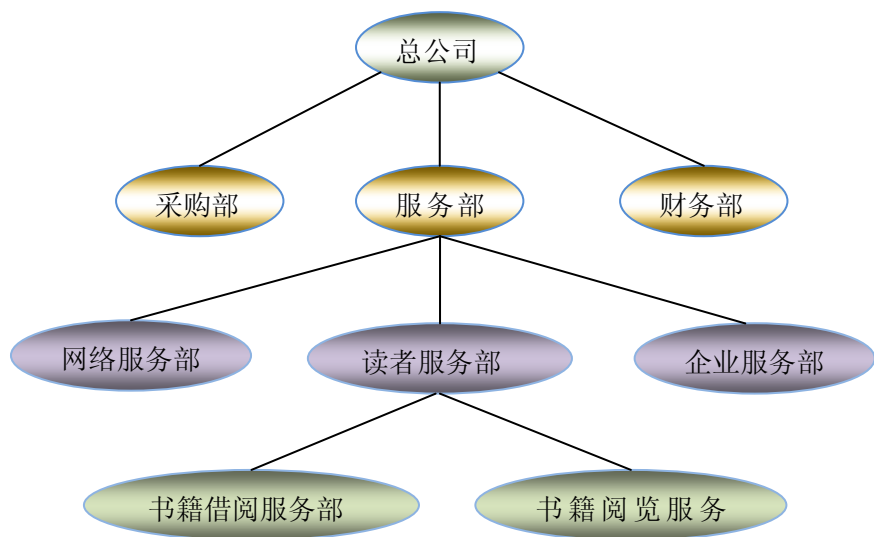 总公司
采购部
服务部
财务部
网络服务部
读者服务部
企业服务部
书籍借阅服务部
书籍阅览服务